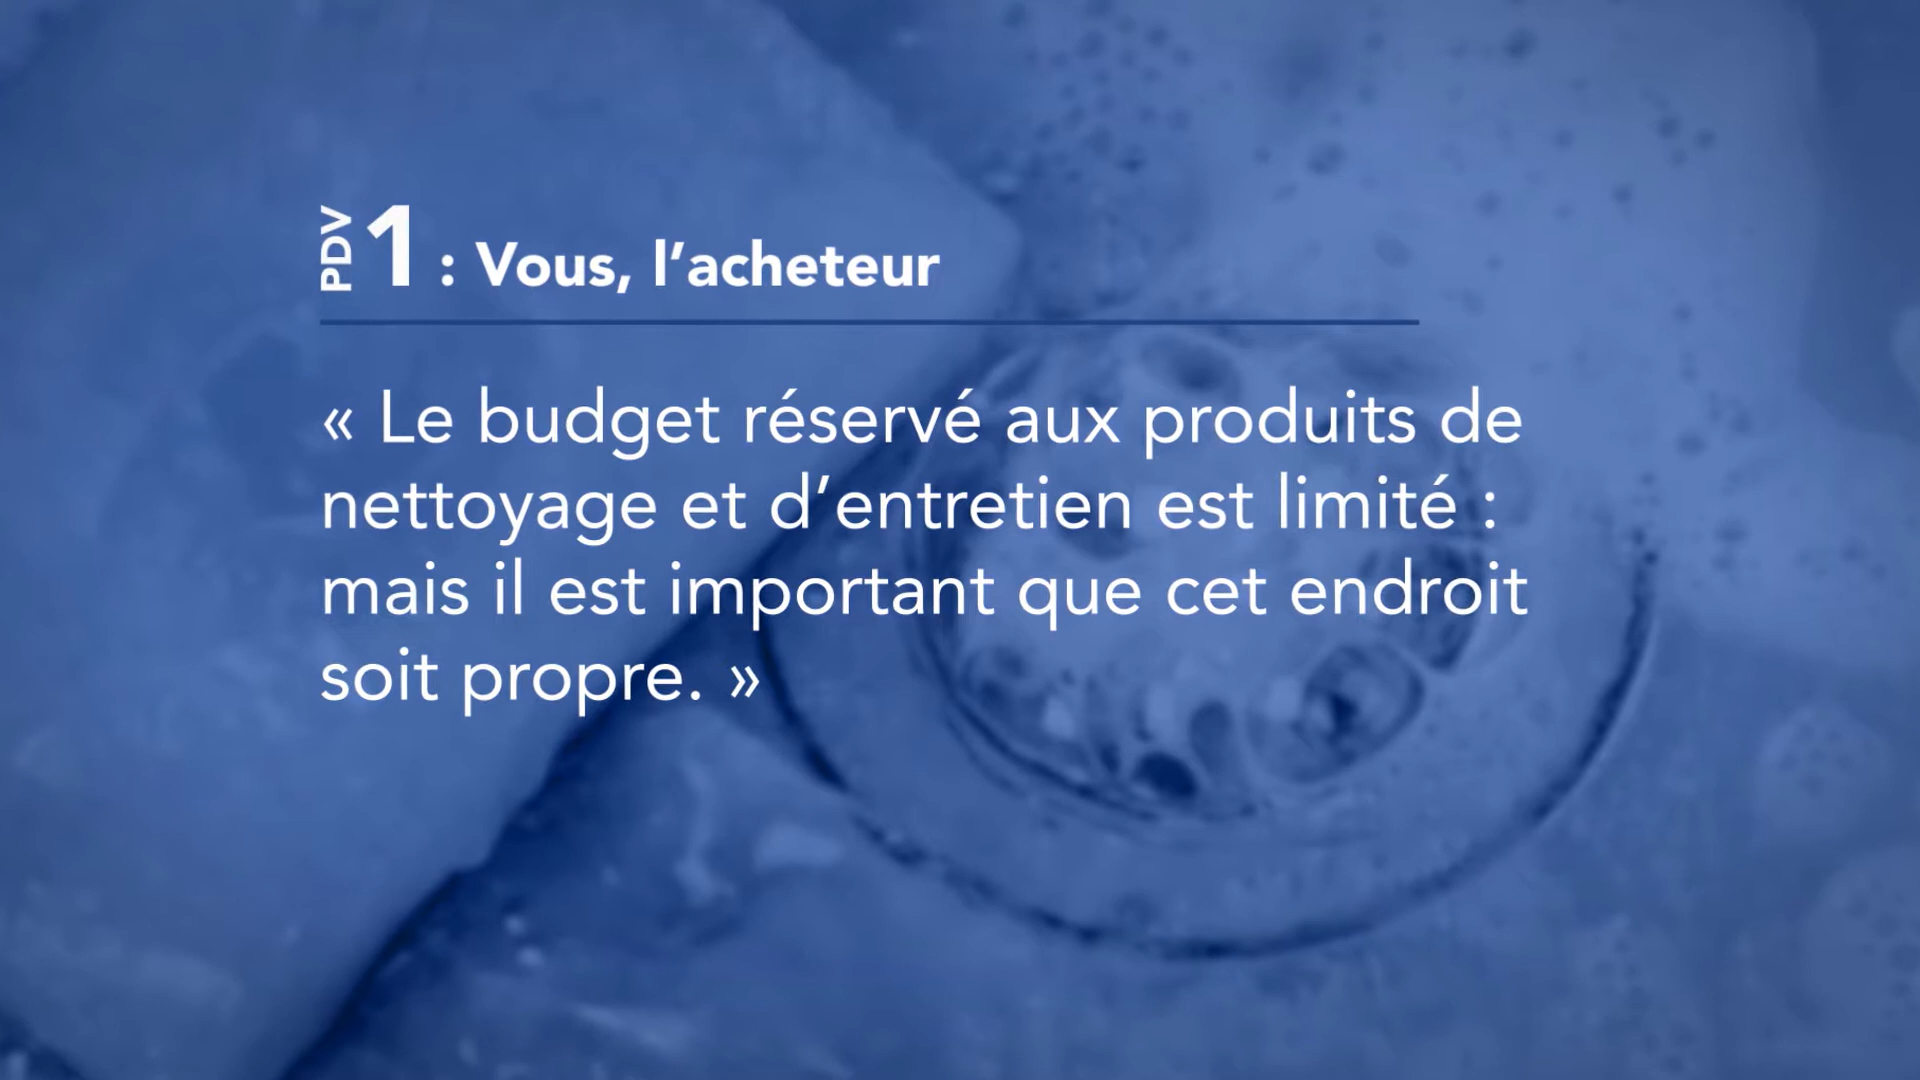 PDV 1 : Vous, l’acheteur
« Le budget réservé aux produits de
nettoyage et d’entretien est limité :
mais il est important que cet endroit
soit propre. »